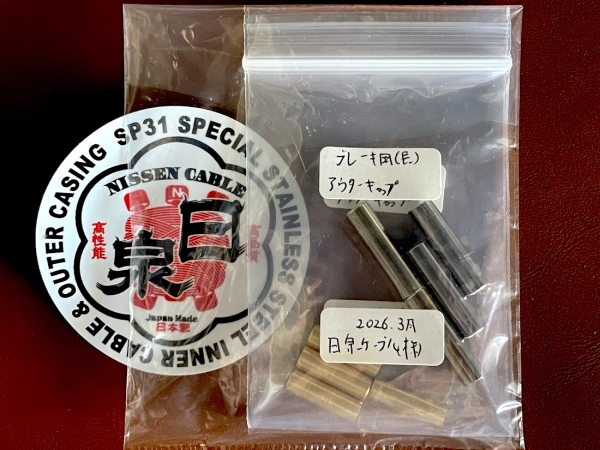 SP31 SPECIAL STAINLESS STEEL INNER CABLE & OUTER CASING
NISSEN CABLE
日泉
高性能
高品質
Japan Made
日本製
ブレーキ用(長)
アウターキャップ
2026.3月
日泉ケーブル(株)